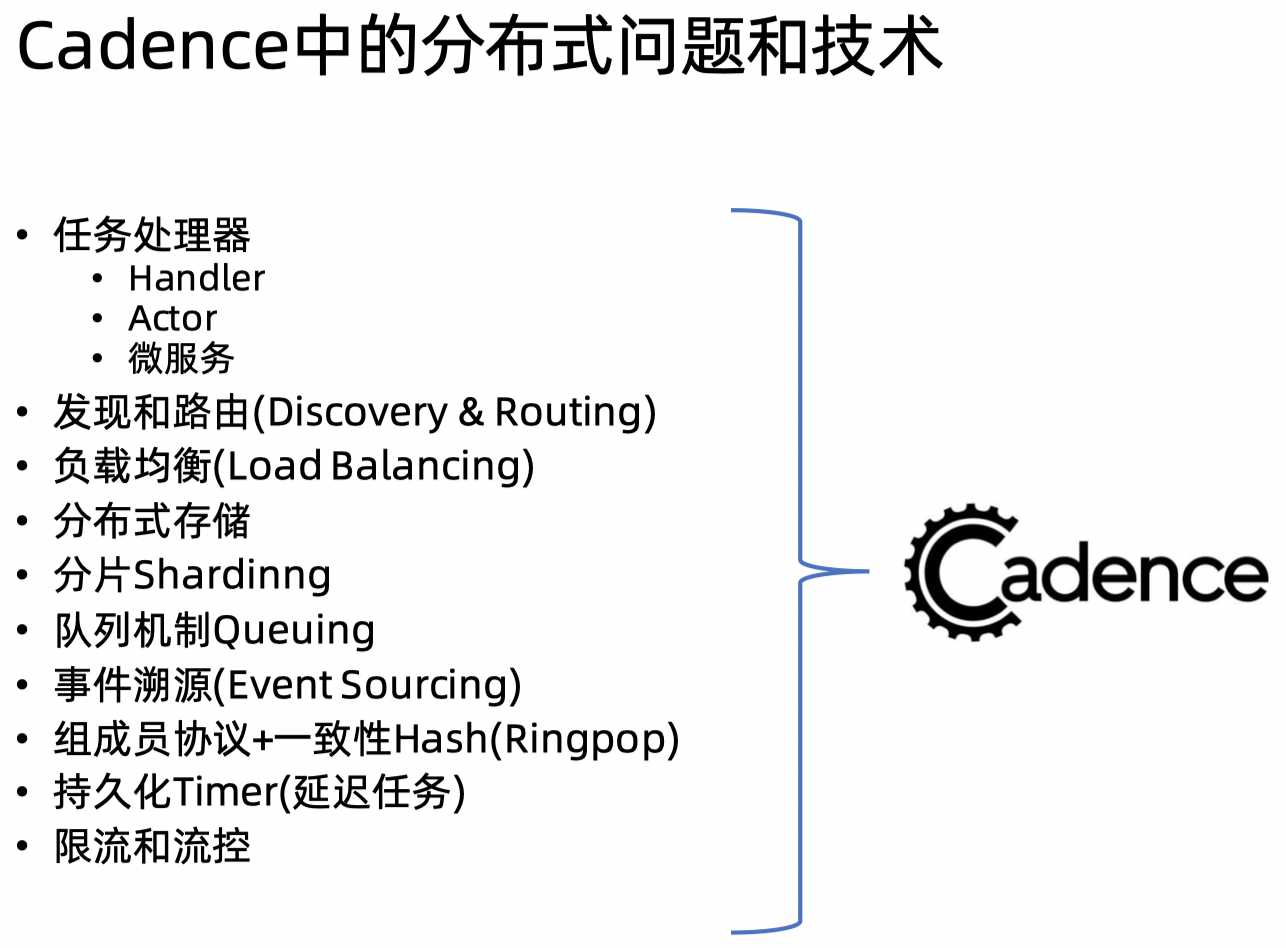 Cadence中的分布式问题和技术
• 任务处理器
• Handler
• Actor
• 微服务
• 发现和路由(Discovery & Routing)
• 负载均衡(Load Balancing)
• 分布式存储
• 分片Shardinng
• 队列机制Queuing
• 事件溯源(Event Sourcing)
• 组成员协议+一致性Hash(Ringpop)
• 持久化Timer(延迟任务)
• 限流和流控
Cadence